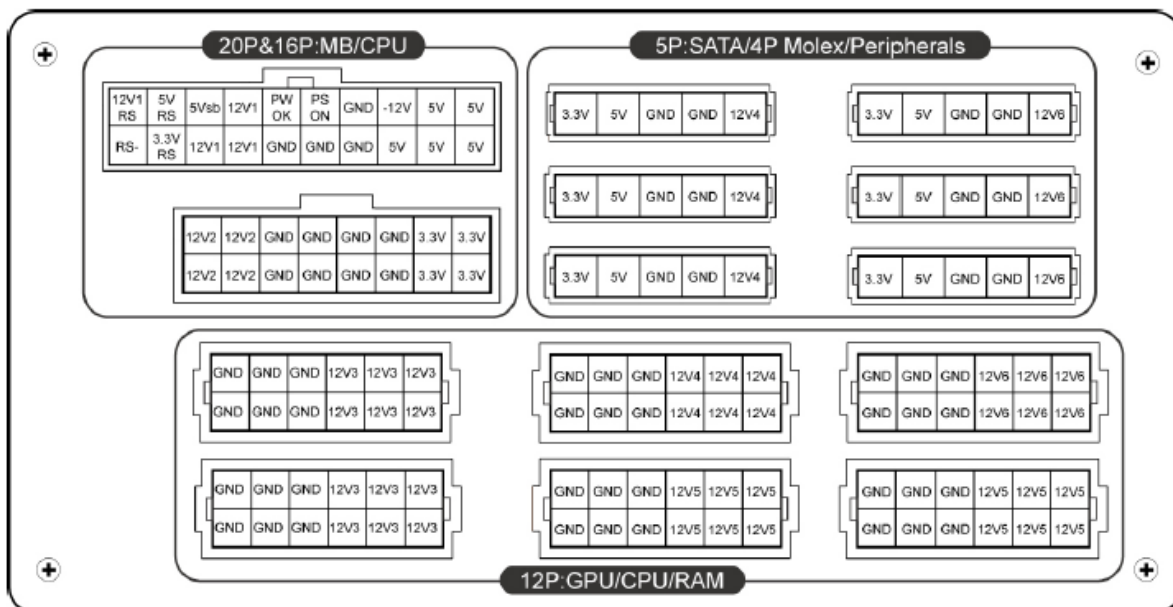 20P&16P:MB/CPU
12V1 RS 5V RS 5Vsb 12V1 PW OK PS ON GND -12V 5V 5V
RS- 3.3V RS 12V1 12V1 GND GND GND 5V 5V 5V
12V2 12V2 GND GND GND GND 3.3V 3.3V
12V2 12V2 GND GND GND GND 3.3V 3.3V
5P:SATA/4P Molex/Peripherals
3.3V 5V GND GND 12V4
3.3V 5V GND GND 12V6
3.3V 5V GND GND 12V4
3.3V 5V GND GND 12V6
3.3V 5V GND GND 12V4
3.3V 5V GND GND 12V6
GND GND GND 12V3 12V3 12V3
GND GND GND 12V3 12V3 12V3
GND GND GND 12V4 12V4 12V4
GND GND GND 12V4 12V4 12V4
GND GND GND 12V6 12V6 12V6
GND GND GND 12V6 12V6 12V6
GND GND GND 12V3 12V3 12V3
GND GND GND 12V3 12V3 12V3
GND GND GND 12V5 12V5 12V5
GND GND GND 12V5 12V5 12V5
GND GND GND 12V5 12V5 12V5
GND GND GND 12V5 12V5 12V5
12P:GPU/CPU/RAM